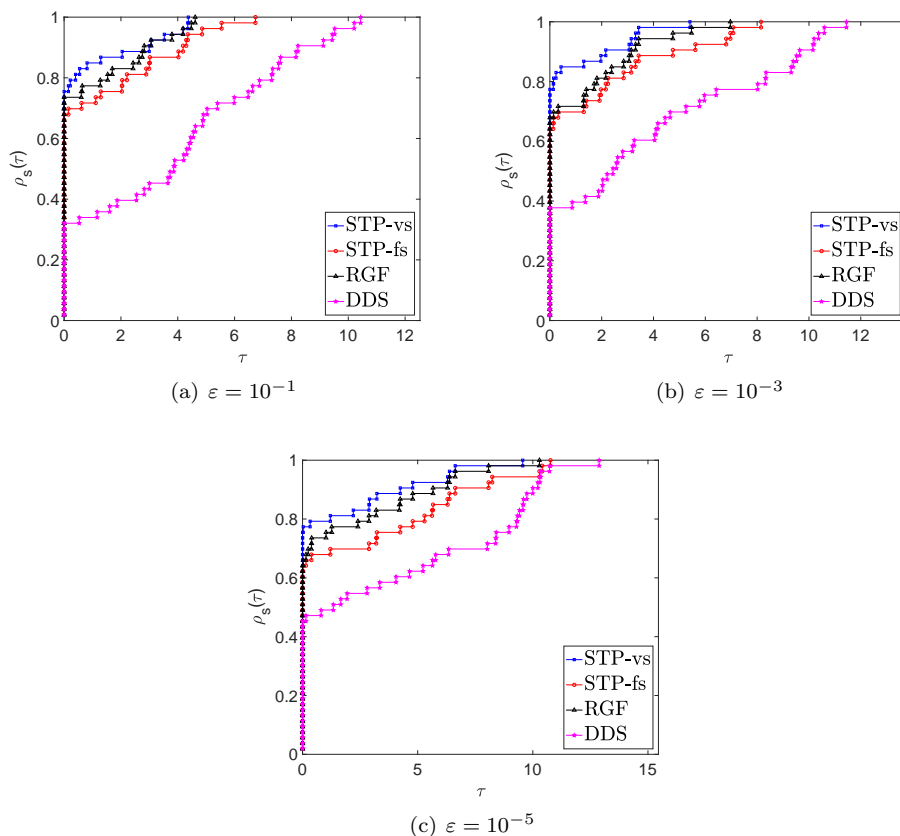 1
0.8
0.6
0.4
0.2
0
ρs(τ)
0 2 4 6 8 10 12
τ
STP-vs
STP-fs
RGF
DDS
(a) ε = 10−1
1
0.8
0.6
0.4
0.2
0
ρs(τ)
0 2 4 6 8 10 12
τ
STP-vs
STP-fs
RGF
DDS
(b) ε = 10−3
1
0.8
0.6
0.4
0.2
0
ρs(τ)
0 5 10 15
τ
STP-vs
STP-fs
RGF
DDS
(c) ε = 10−5